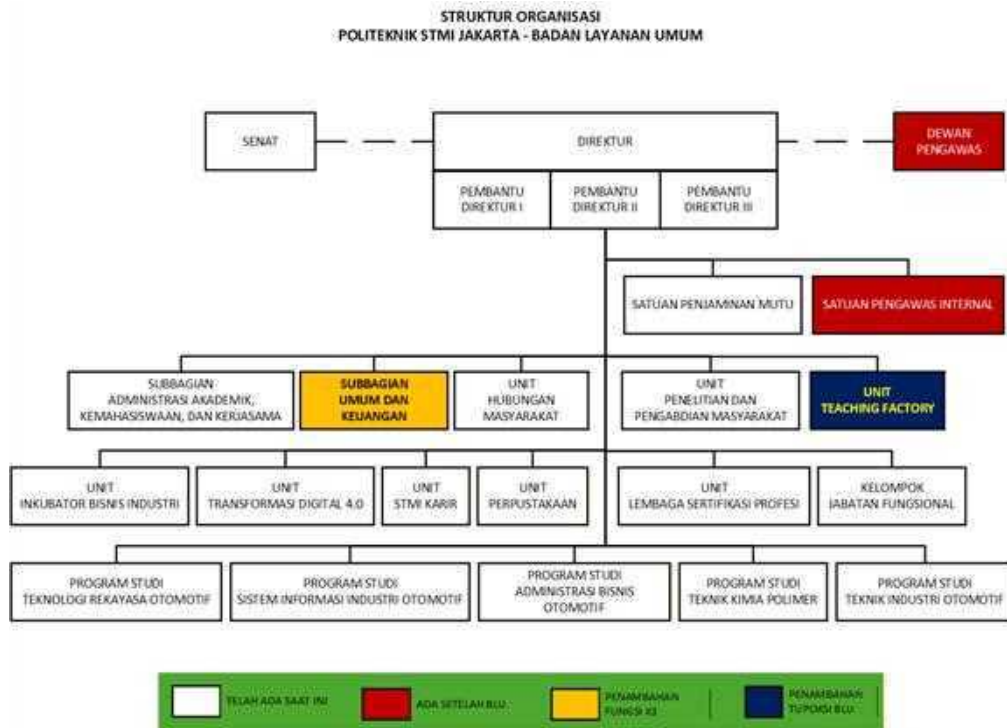 STRUKTUR ORGANISASI
POLITEKNIK STMI JAKARTA - BADAN LAYANAN UMUM
SENAT
DIREKTUR
DEWAN
PENGAWAS
PEMBANTU
DIREKTUR I
PEMBANTU
DIREKTUR II
PEMBANTU
DIREKTUR III
SATUAN PENJAMINAN MUTU
SATUAN PENGAWAS INTERNAL
SUBBAGIAN
ADMINISTRASI AKADEMIK,
KEMAHASISWAAN, DAN KERJASAMA
SUBBAGIAN
UMUM DAN
KEUANGAN
UNIT
HUBUNGAN
MASYARAKAT
UNIT
PENELITIAN DAN
PENGABDIAN MASYARAKAT
UNIT
TEACHING FACTORY
UNIT
INKUBATOR BISNIS INDUSTRI
UNIT
TRANSFORMASI DIGITAL 4.0
UNIT
STMI KARIR
UNIT
PERPUSTAKAAN
UNIT
LEMBAGA SERTIFIKASI PROFESI
KELOMPOK
JABATAN FUNGSIONAL
PROGRAM STUDI
TEKNOLOGI REKAYASA OTOMOTIF
PROGRAM STUDI
SISTEM INFORMASI INDUSTRI OTOMOTIF
PROGRAM STUDI
ADMINISTRASI BISNIS
OTOMOTIF
PROGRAM STUDI
TEKNIK KIMIA POLIMER
PROGRAM STUDI
TEKNIK INDUSTRI OTOMOTIF
TELAH ADA SAAT INI
ADA SETELAH BLU
PENAMBAHAN
FUNGSI
PENAMBAHAN
TUPOKSI BLU